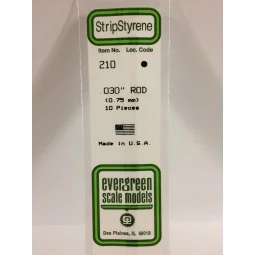 StripStyrene
Item No. Loc. Code
210
.030" ROD
(0.75 mm)
10 Pieces
Made In U.S.A.
evergreen
scale models
Des Plaines, IL 60018